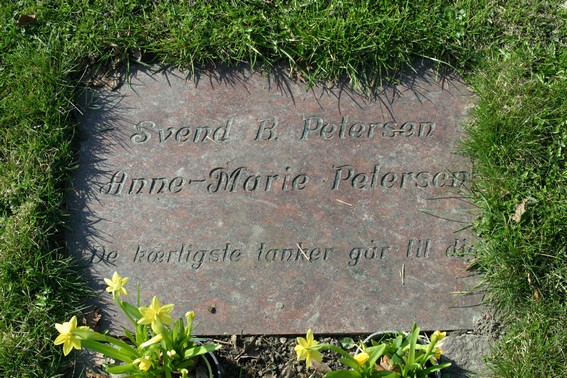 Svend B. Petersen
Anne-Marie Petersen
De kærligste tanker går til dig